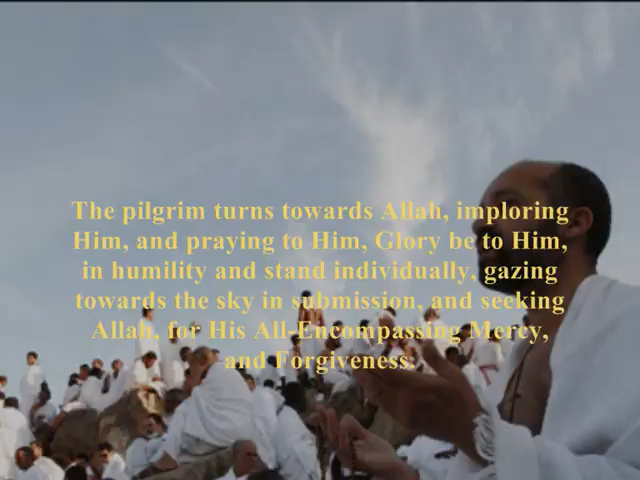 The pilgrim turns towards Allah, imploring
Him, and praying to Him, Glory be to Him,
in humility and stand individually, gazing
towards the sky in submission, and seeking
Allah, for His All-Encompassing Mercy,
and Forgiveness.